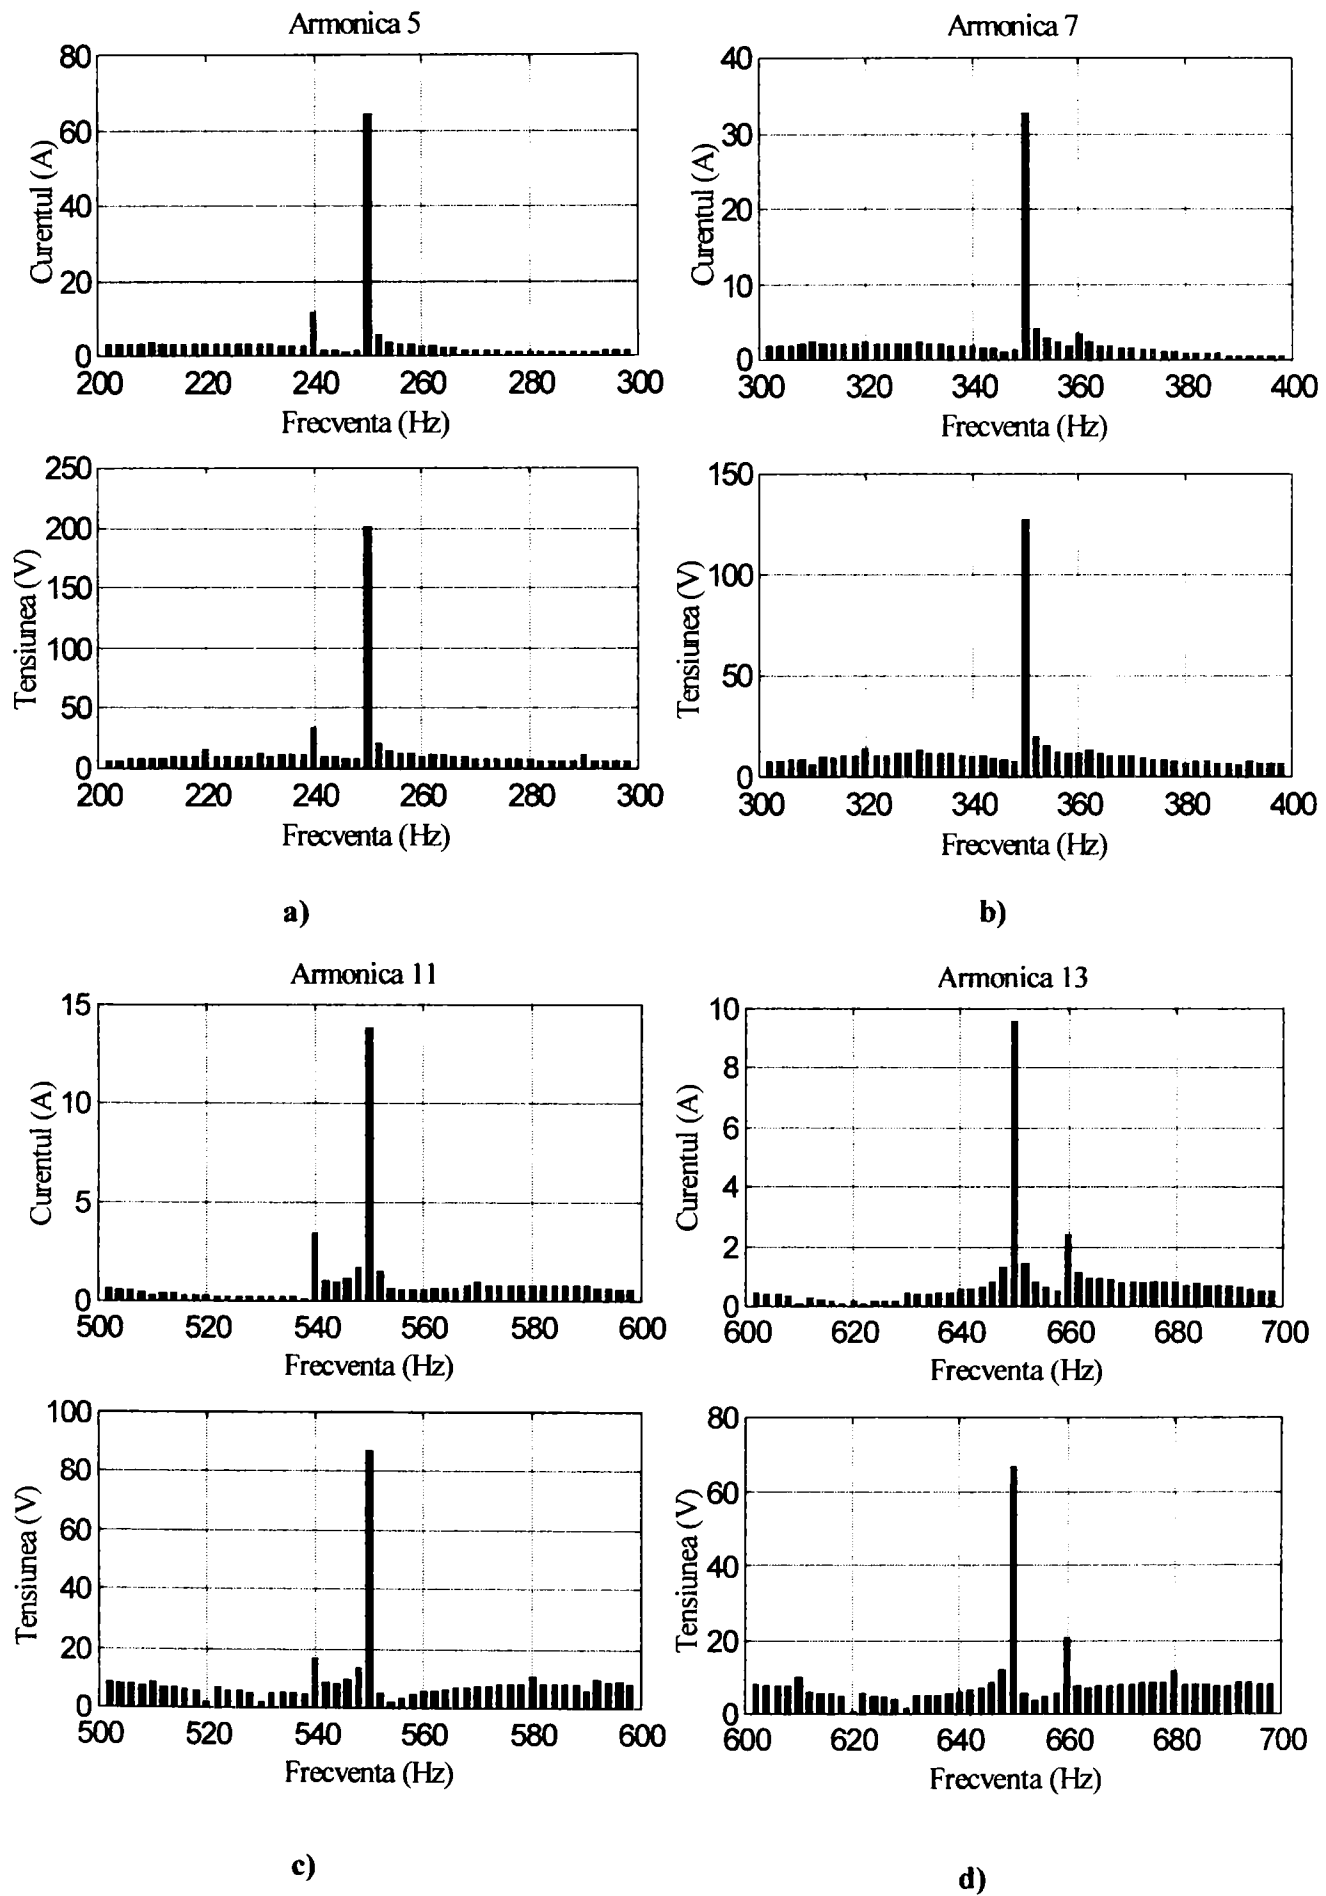 Armonica 5
80
60
40
20
0
Curentul (A)
200 220 240 260 280 300
Frecventa (Hz)
250
200
150
100
50
0
Tensiunea (V)
200 220 240 260 280 300
Frecventa (Hz)
a)
Armonica 7
40
30
20
10
0
Curentul (A)
300 320 340 360 380 400
Frecventa (Hz)
150
100
50
0
Tensiunea (V)
300 320 340 360 380 400
Frecventa (Hz)
b)
Armonica 11
15
10
5
0
Curentul (A)
500 520 540 560 580 600
Frecventa (Hz)
100
80
60
40
20
0
Tensiunea (V)
500 520 540 560 580 600
Frecventa (Hz)
c)
Armonica 13
10
8
6
4
2
0
Curentul (A)
600 620 640 660 680 700
Frecventa (Hz)
80
60
40
20
0
Tensiunea (V)
600 620 640 660 680 700
Frecventa (Hz)
d)